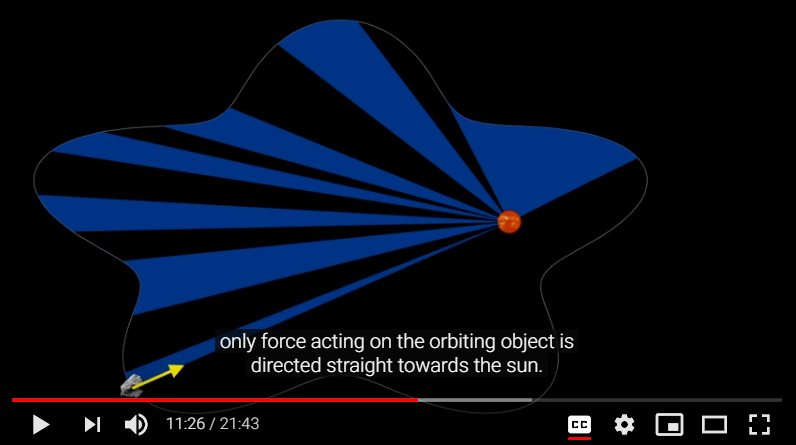 only force acting on the orbiting object is
directed straight towards the sun.
11:26 / 21:43
CC